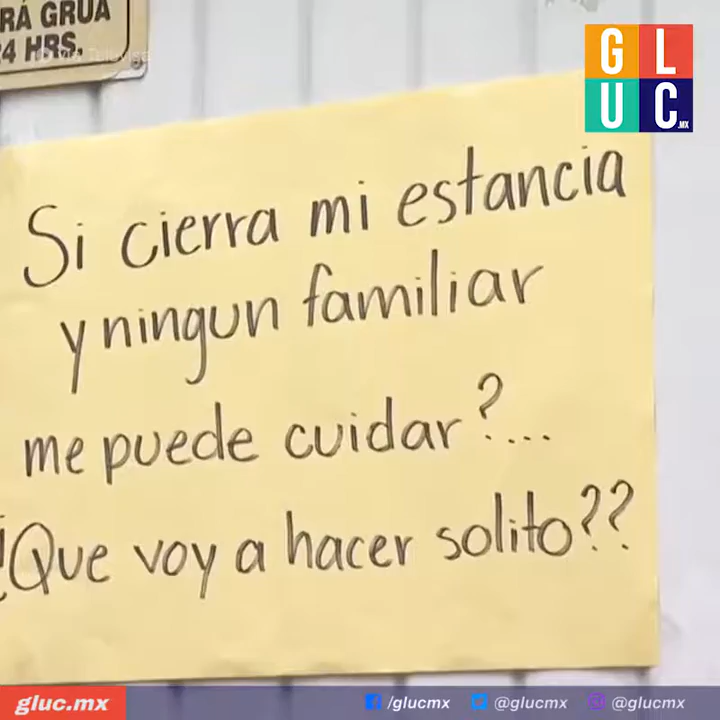 RÁ GRÚA
24 HRS.
G L
U C.MX
Si cierra mi estancia
y ningun familiar
me puede cuidar?...
¿Que voy a hacer solito??
gluc.mx
/glucmx @glucmx @glucmx